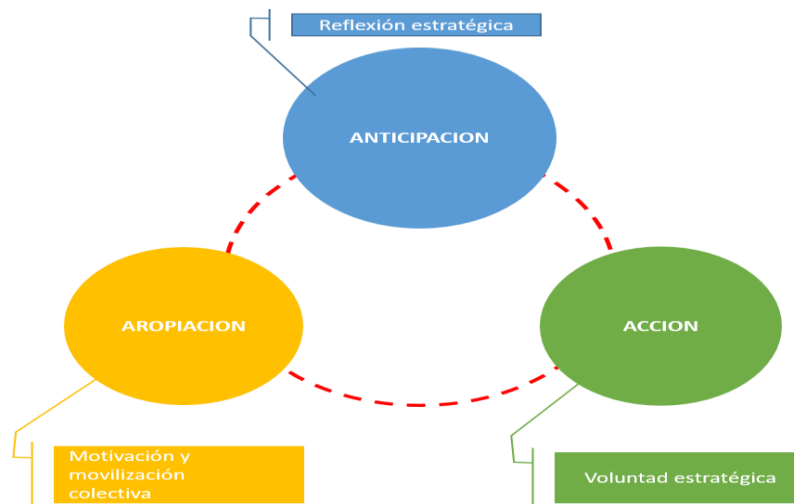 Reflexión estratégica
ANTICIPACION
AROPIACION
ACCION
Motivación y
movilización
colectiva
Voluntad estratégica